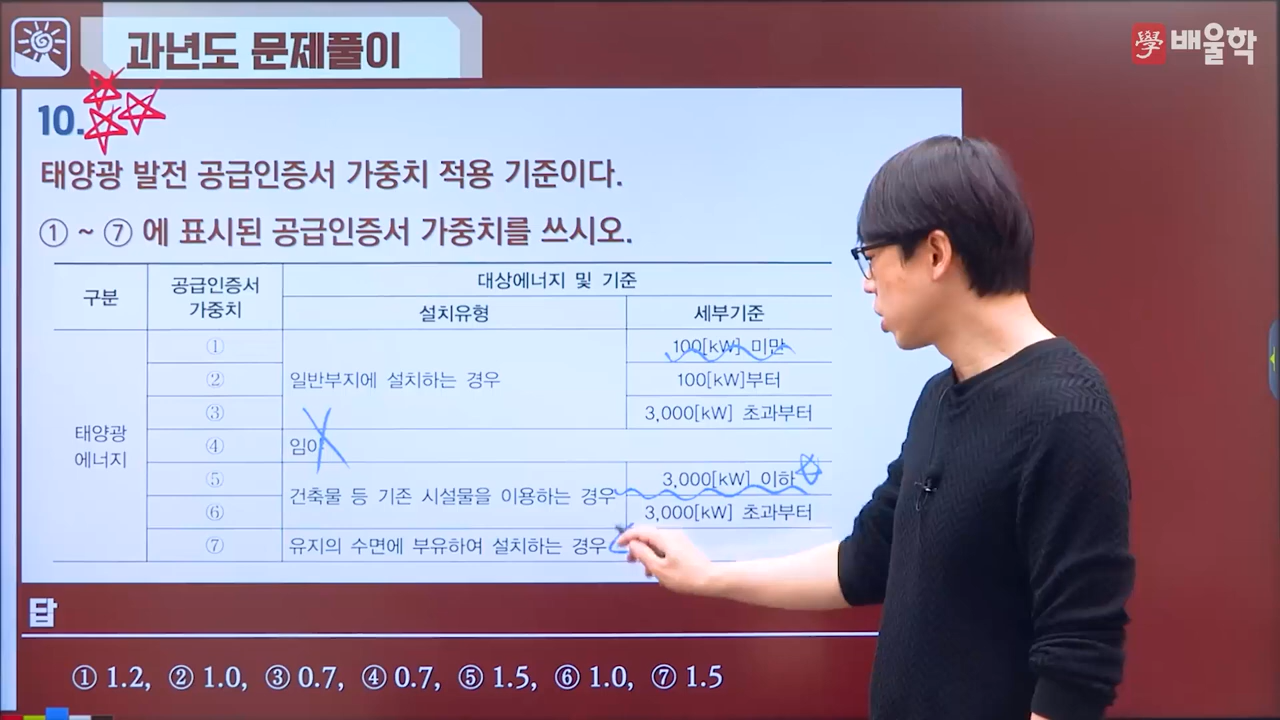 과년도 문제풀이
學 배울학
10.
태양광 발전 공급인증서 가중치 적용 기준이다.
① ~ ⑦ 에 표시된 공급인증서 가중치를 쓰시오.
구분 공급인증서 가중치 대상에너지 및 기준
설치유형 세부기준
태양광 에너지
① 일반부지에 설치하는 경우 100[kW] 미만
② 100[kW]부터
③ 3,000[kW] 초과부터
④ 임야
⑤ 건축물 등 기존 시설물을 이용하는 경우 3,000[kW] 이하
⑥ 3,000[kW] 초과부터
⑦ 유지의 수면에 부유하여 설치하는 경우
답
① 1.2, ② 1.0, ③ 0.7, ④ 0.7, ⑤ 1.5, ⑥ 1.0, ⑦ 1.5